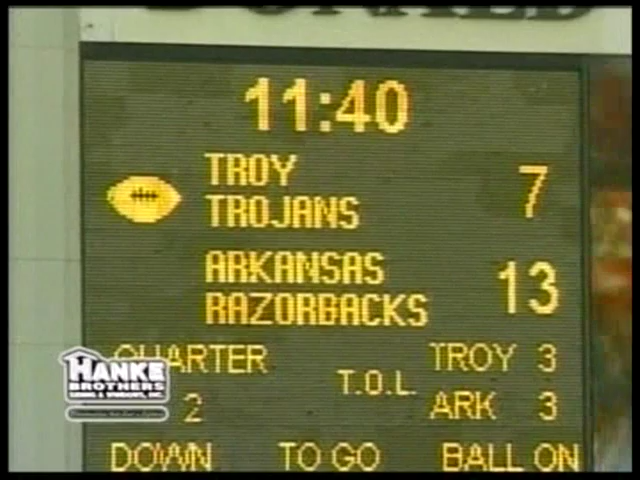 11:40
TROY
TROJANS 7
ARKANSAS
RAZORBACKS 13
QUARTER
2
T.O.L.
TROY 3
ARK 3
DOWN TO GO BALL ON
HANKE
BROTHERS